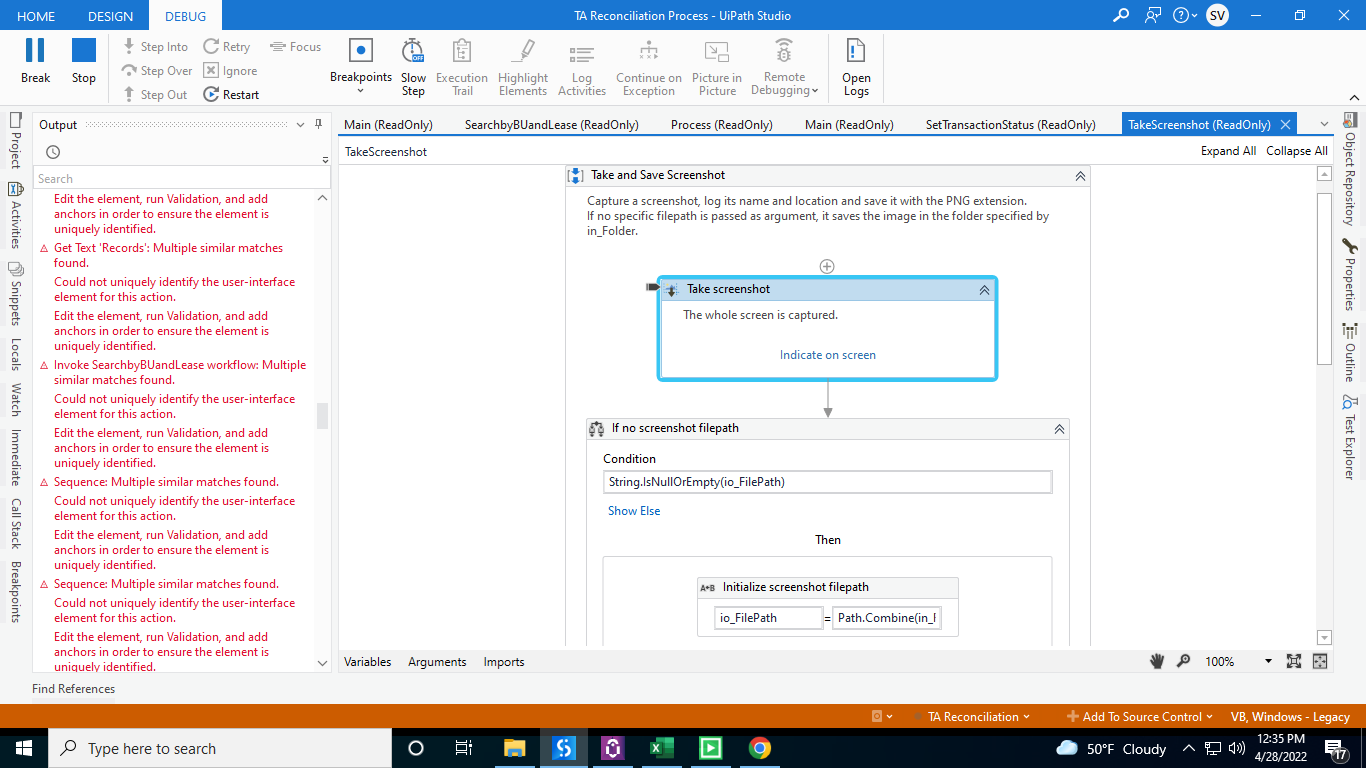 HOME
DESIGN
DEBUG
TA Reconciliation Process - UiPath Studio
SV
Break
Stop
Step Into
Step Over
Step Out
Retry
Ignore
Restart
Focus
Breakpoints
Slow
Step
OFF
Execution
Trail
Highlight
Elements
Log
Activities
Continue on
Exception
Picture in
Picture
Remote
Debugging
Open
Logs
Project
Activities
Snippets
Locals
Watch
Immediate
Call Stack
Breakpoints
Output
Search
Edit the element, run Validation, and add
anchors in order to ensure the element is
uniquely identified.
Get Text 'Records': Multiple similar matches
found.
Could not uniquely identify the user-interface
element for this action.
Edit the element, run Validation, and add
anchors in order to ensure the element is
uniquely identified.
Invoke SearchbyBUandLease workflow: Multiple
similar matches found.
Could not uniquely identify the user-interface
element for this action.
Edit the element, run Validation, and add
anchors in order to ensure the element is
uniquely identified.
Sequence: Multiple similar matches found.
Could not uniquely identify the user-interface
element for this action.
Edit the element, run Validation, and add
anchors in order to ensure the element is
uniquely identified.
Sequence: Multiple similar matches found.
Could not uniquely identify the user-interface
element for this action.
Edit the element, run Validation, and add
anchors in order to ensure the element is
uniquely identified.
Find References
Main (ReadOnly)
SearchbyBUandLease (ReadOnly)
Process (ReadOnly)
Main (ReadOnly)
SetTransactionStatus (ReadOnly)
TakeScreenshot (ReadOnly)
TakeScreenshot
Expand All
Collapse All
Take and Save Screenshot
Capture a screenshot, log its name and location and save it with the PNG extension.
If no specific filepath is passed as argument, it saves the image in the folder specified by
in_Folder.
Take screenshot
The whole screen is captured.
Indicate on screen
If no screenshot filepath
Condition
String.IsNullOrEmpty(io_FilePath)
Show Else
Then
A*B Initialize screenshot filepath
io_FilePath = Path.Combine(in_F
Variables
Arguments
Imports
100%
Object Repository
Properties
Outline
Test Explorer
TA Reconciliation
Add To Source Control
VB, Windows - Legacy
Type here to search
50°F Cloudy
12:35 PM
4/28/2022
17